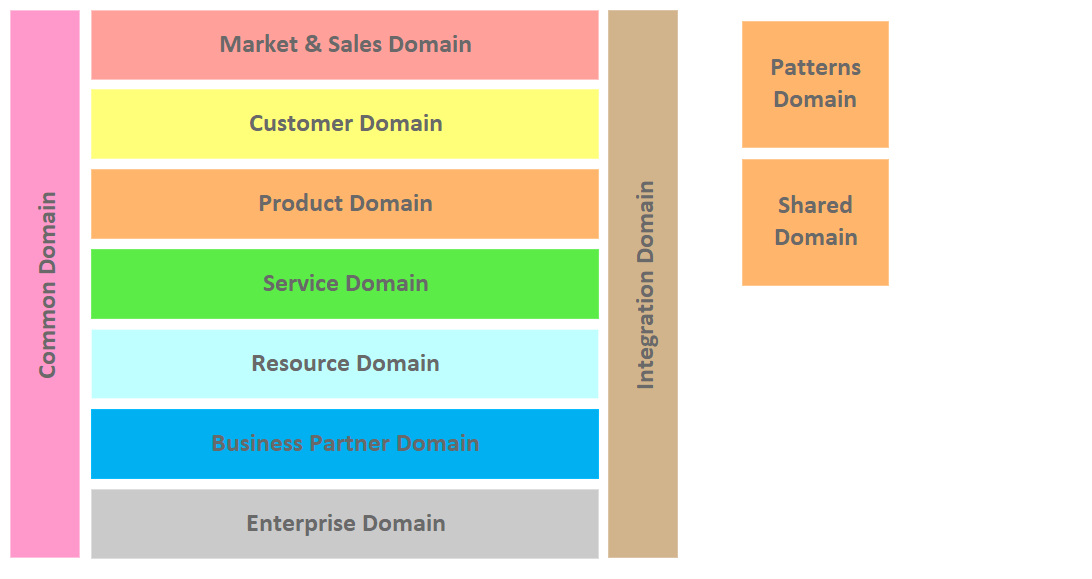 Common Domain
Market & Sales Domain
Customer Domain
Product Domain
Service Domain
Resource Domain
Business Partner Domain
Enterprise Domain
Integration Domain
Patterns
Domain
Shared
Domain